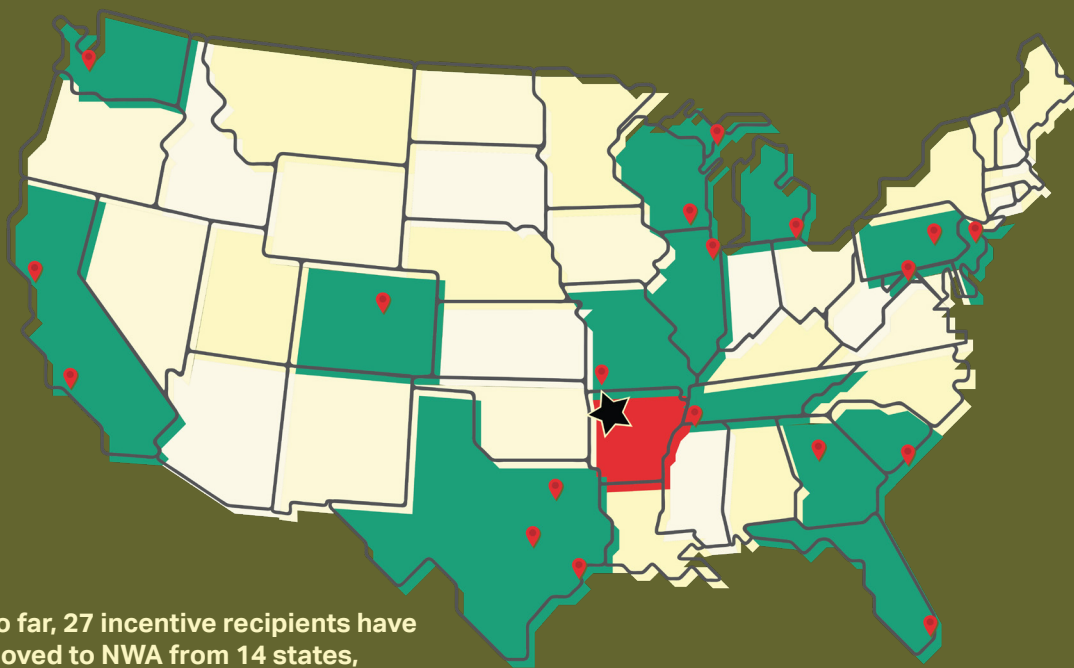 o far, 27 incentive recipients have
oved to NWA from 14 states,